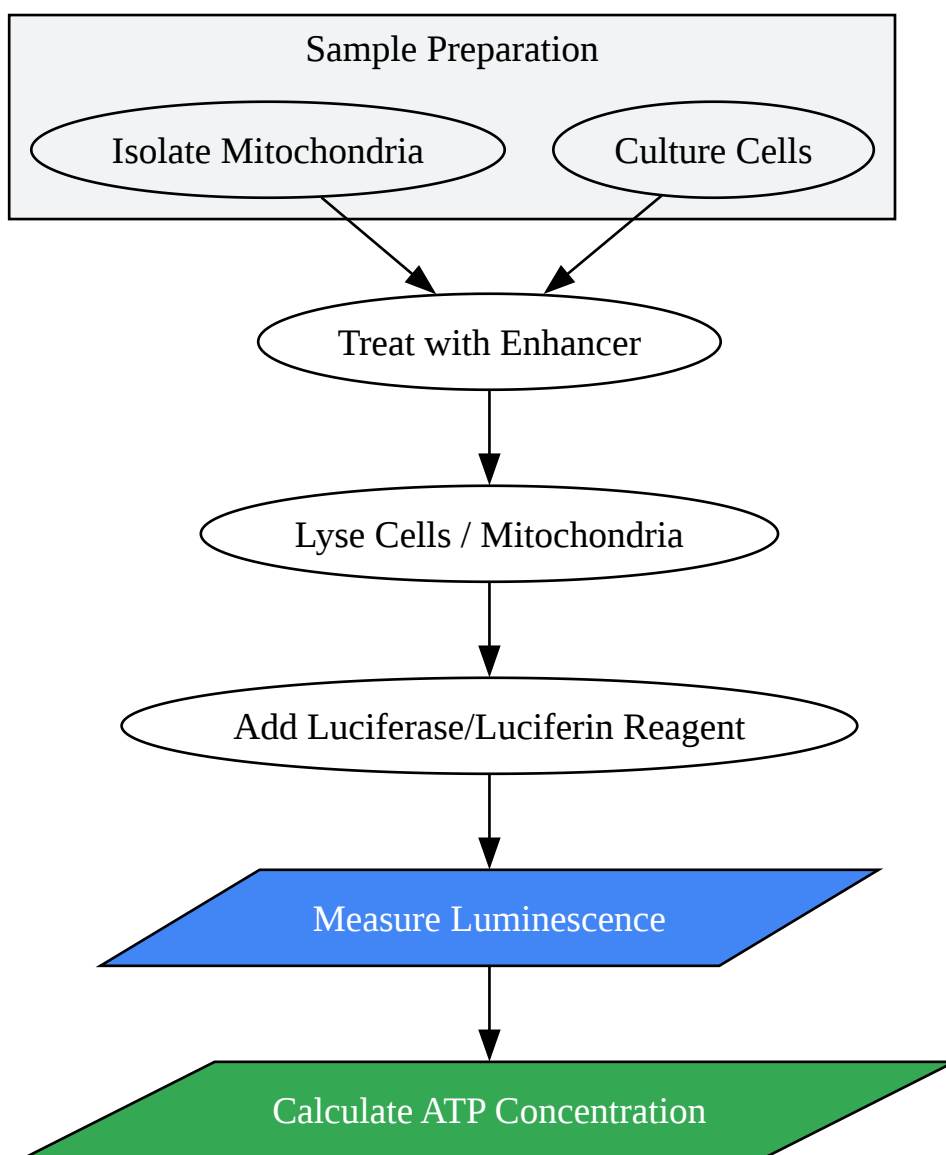 Sample Preparation
Isolate Mitochondria
Culture Cells
Treat with Enhancer
Lyse Cells / Mitochondria
Add Luciferase/Luciferin Reagent
Measure Luminescence
Calculate ATP Concentration